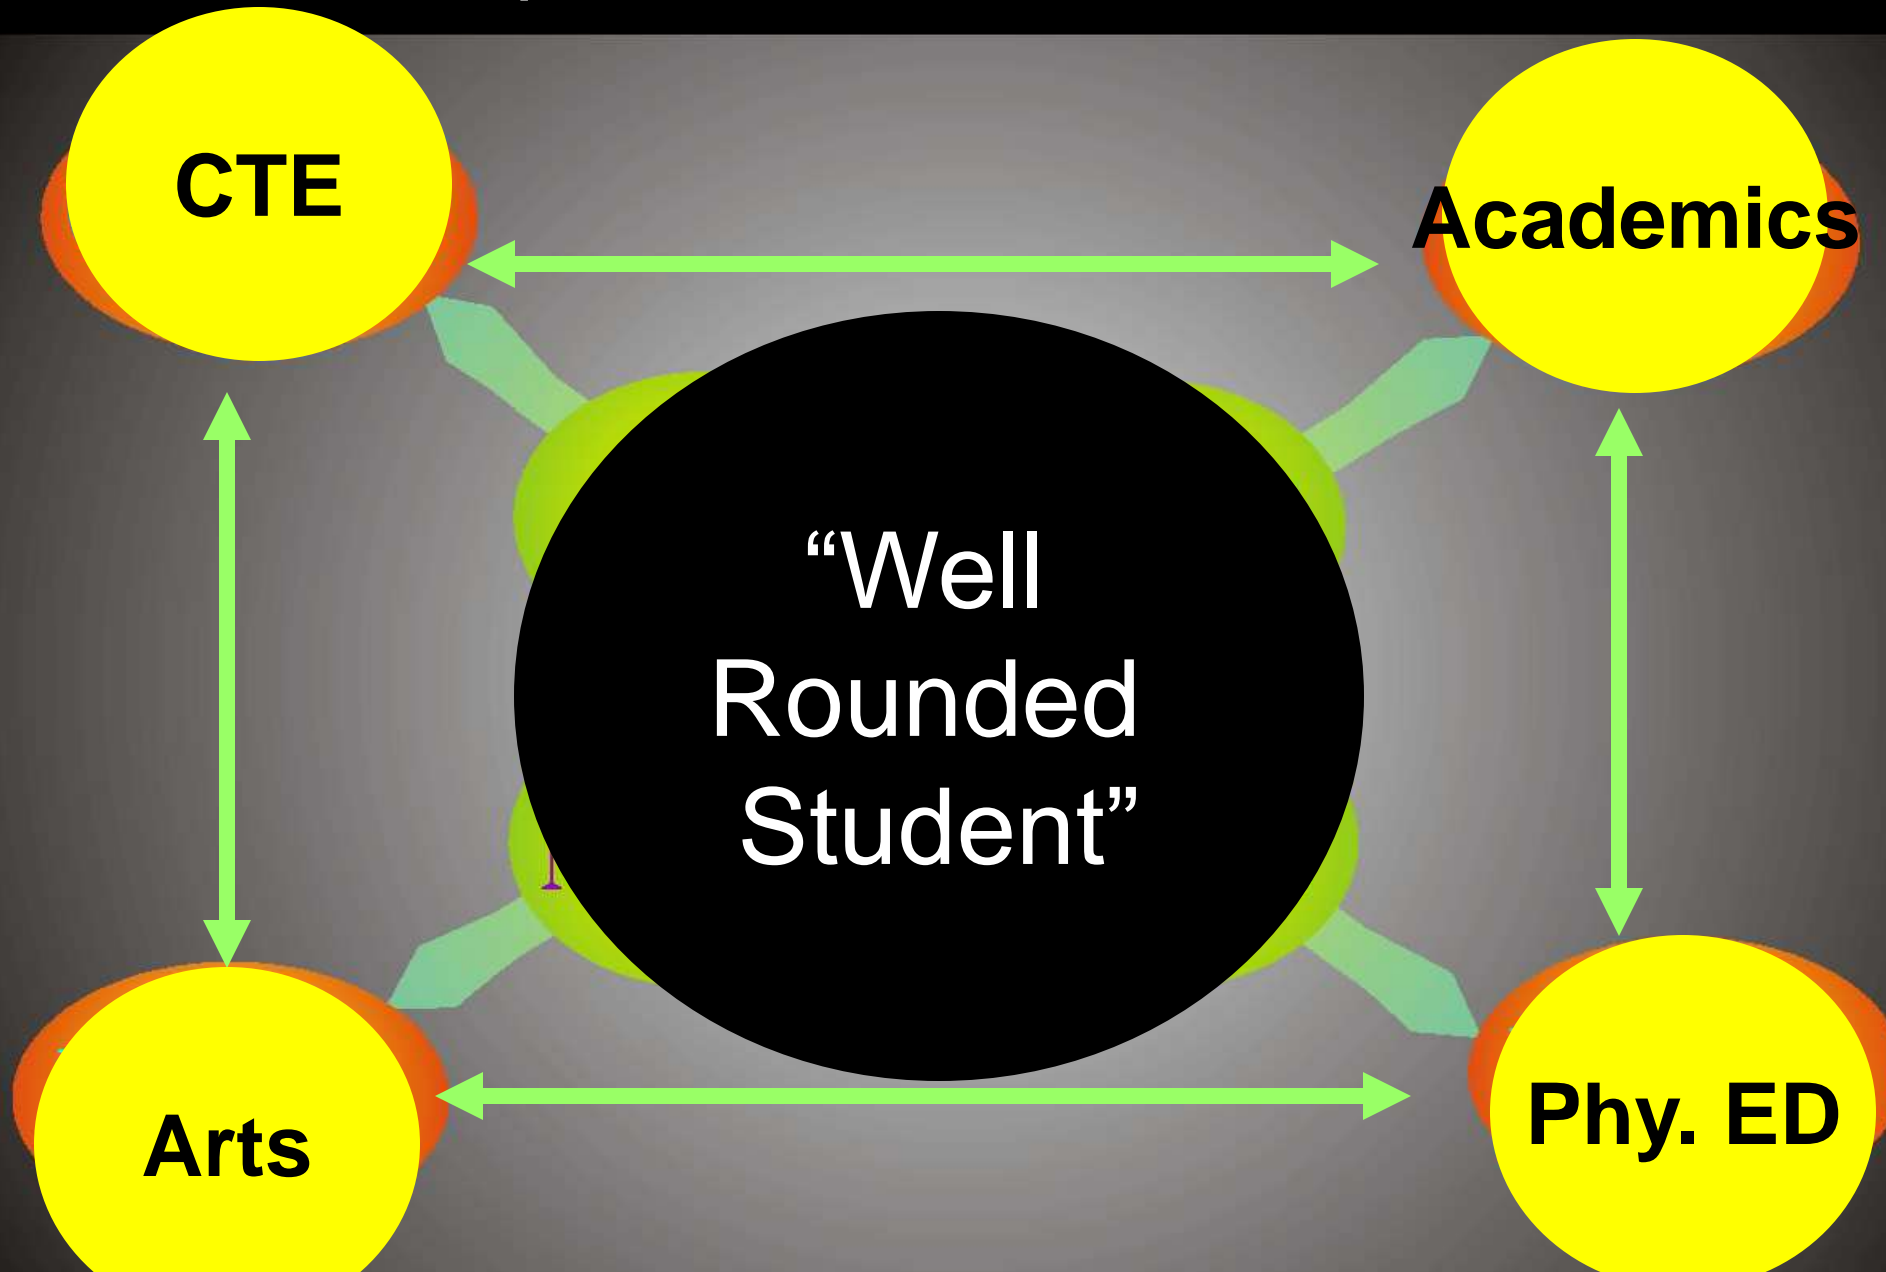 CTE
Academics
“Well
Rounded
Student”
Arts
Phy. ED